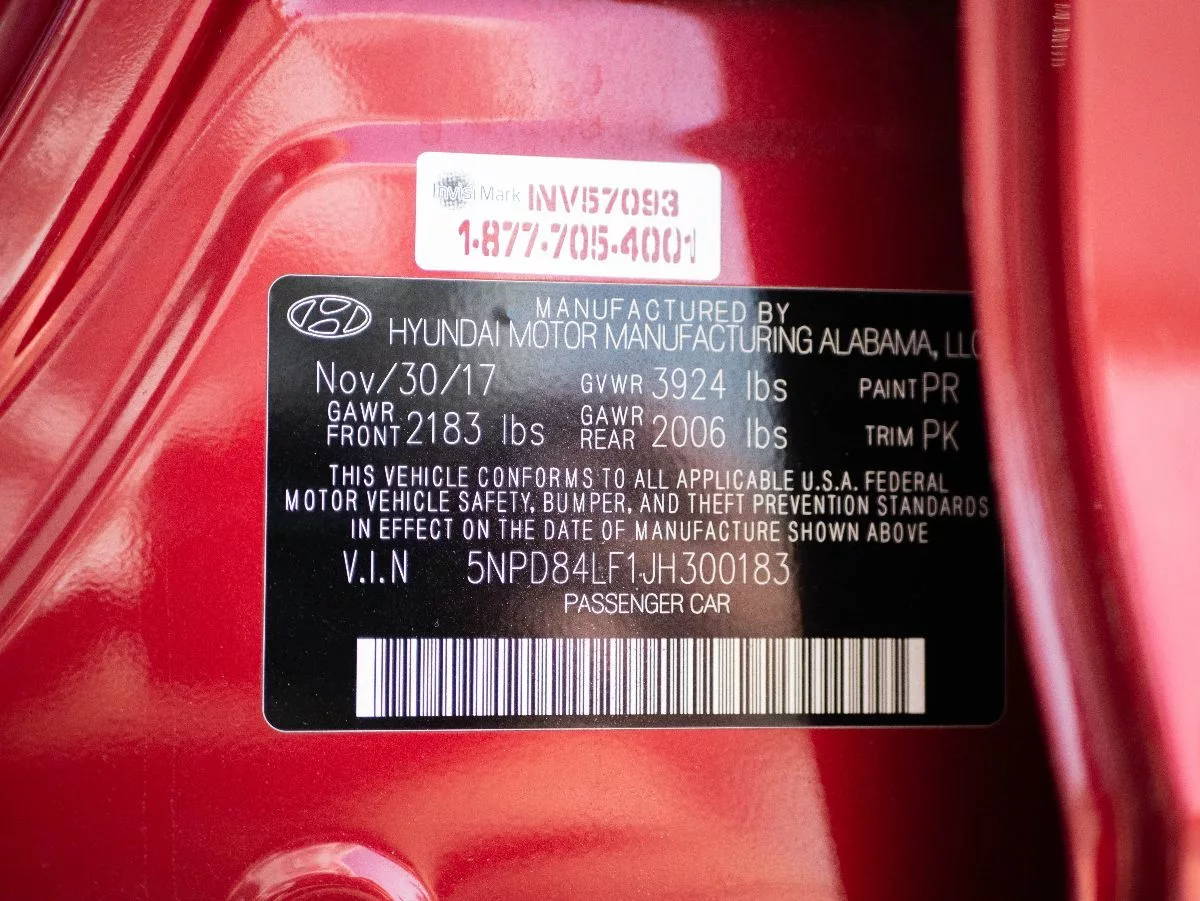 InvisiMark INV57093
1-877-705-4001
MANUFACTURED BY
HYUNDAI MOTOR MANUFACTURING ALABAMA, LLC
Nov/30/17 GVWR 3924 lbs PAINT PR
GAWR FRONT 2183 lbs GAWR REAR 2006 lbs TRIM PK
THIS VEHICLE CONFORMS TO ALL APPLICABLE U.S.A. FEDERAL
MOTOR VEHICLE SAFETY, BUMPER, AND THEFT PREVENTION STANDARDS
IN EFFECT ON THE DATE OF MANUFACTURE SHOWN ABOVE
V.I.N 5NPD84LF1JH300183
PASSENGER CAR